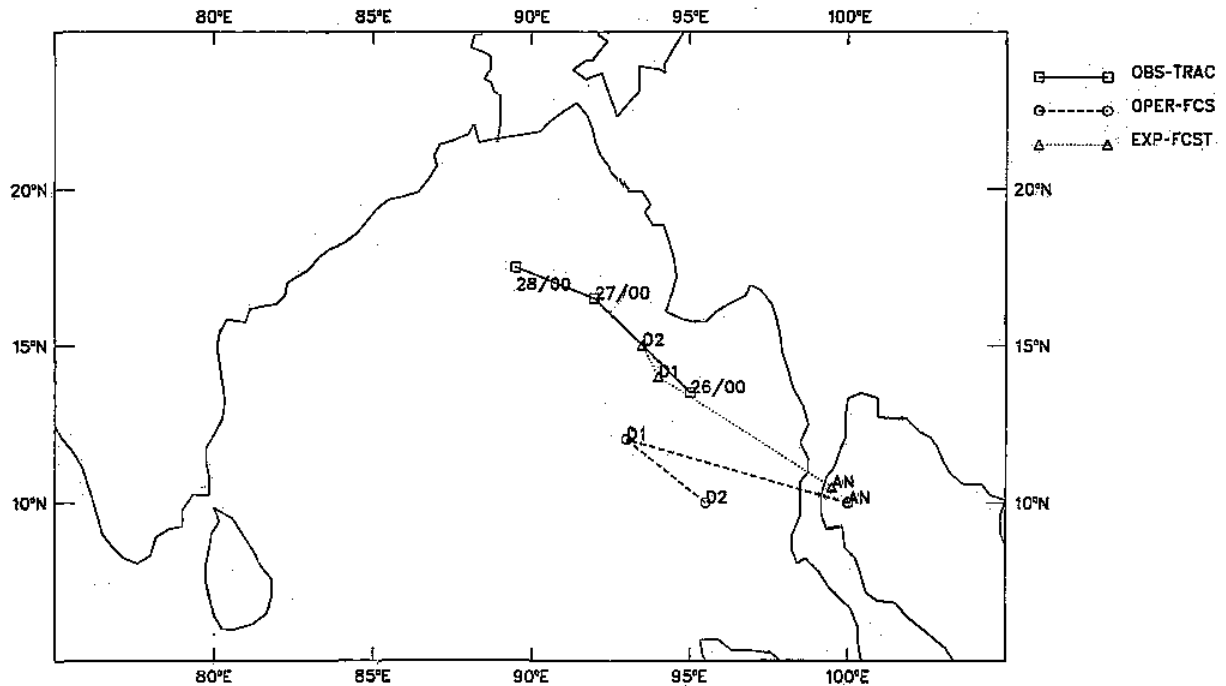 80°E 85°E 90°E 95°E 100°E
OBS-TRAC
OPER-FCS
EXP-FCST
20°N 20°N
28/00 27/00
15°N D2 15°N
D1 26/00
D1
AN
10°N D2 AN 10°N
80°E 85°E 90°E 95°E 100°E